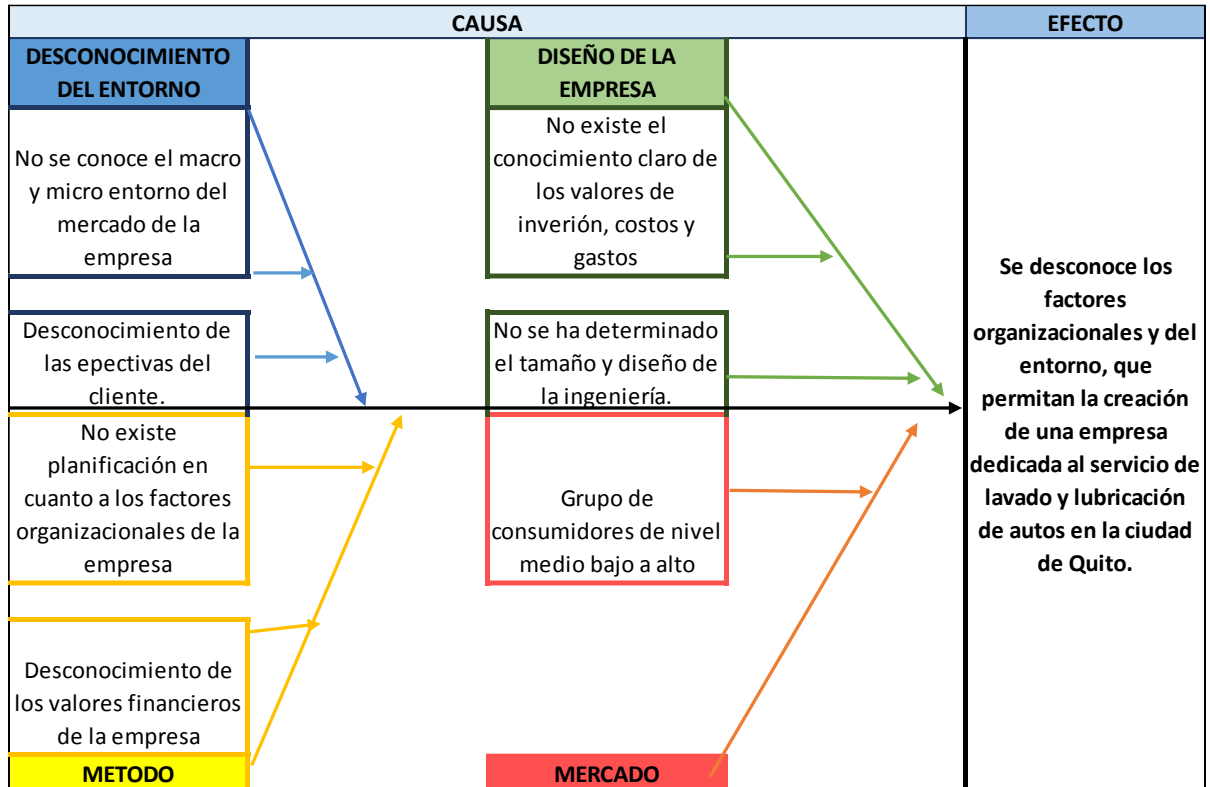 CAUSA
EFECTO
DESCONOCIMIENTO
DEL ENTORNO
No se conoce el macro
y micro entorno del
mercado de la
empresa
Desconocimiento de
las epectivas del
cliente.
DISEÑO DE LA
EMPRESA
No existe el
conocimiento claro de
los valores de
inverión, costos y
gastos
No se ha determinado
el tamaño y diseño de
la ingeniería.
No existe
planificación en
cuanto a los factores
organizacionales de la
empresa
Desconocimiento de
los valores financieros
de la empresa
METODO
Grupo de
consumidores de nivel
medio bajo a alto
MERCADO
Se desconoce los
factores
organizacionales y del
entorno, que
permitan la creación
de una empresa
dedicada al servicio de
lavado y lubricación
de autos en la ciudad
de Quito.